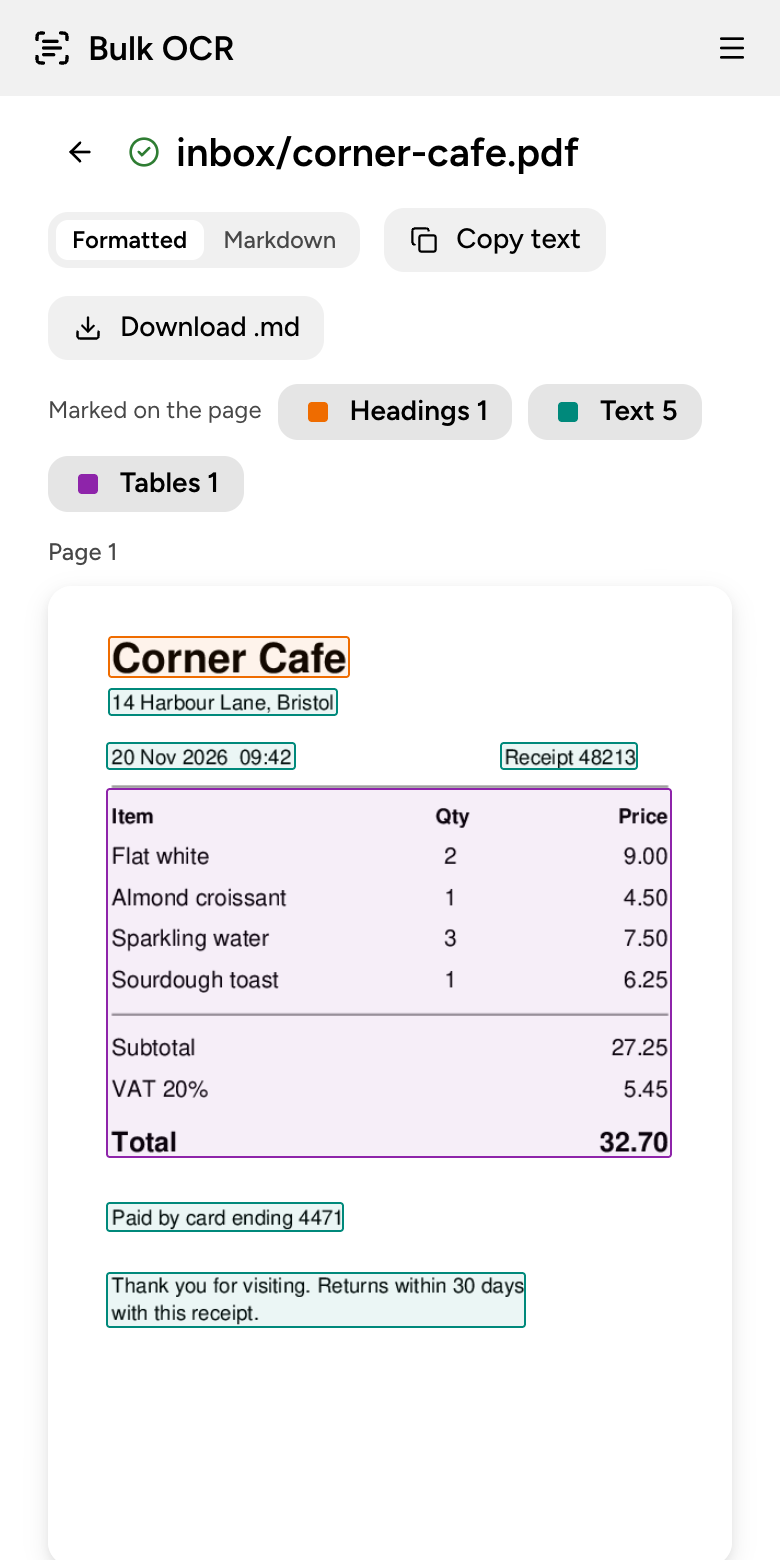 Bulk OCR
inbox/corner-cafe.pdf
Formatted Markdown Copy text
Download .md
Marked on the page Headings 1 Text 5
Tables 1
Page 1
Corner Cafe
14 Harbour Lane, Bristol
20 Nov 2026 09:42 Receipt 48213
Item Qty Price
Flat white 2 9.00
Almond croissant 1 4.50
Sparkling water 3 7.50
Sourdough toast 1 6.25
Subtotal 27.25
VAT 20% 5.45
Total 32.70
Paid by card ending 4471
Thank you for visiting. Returns within 30 days
with this receipt.